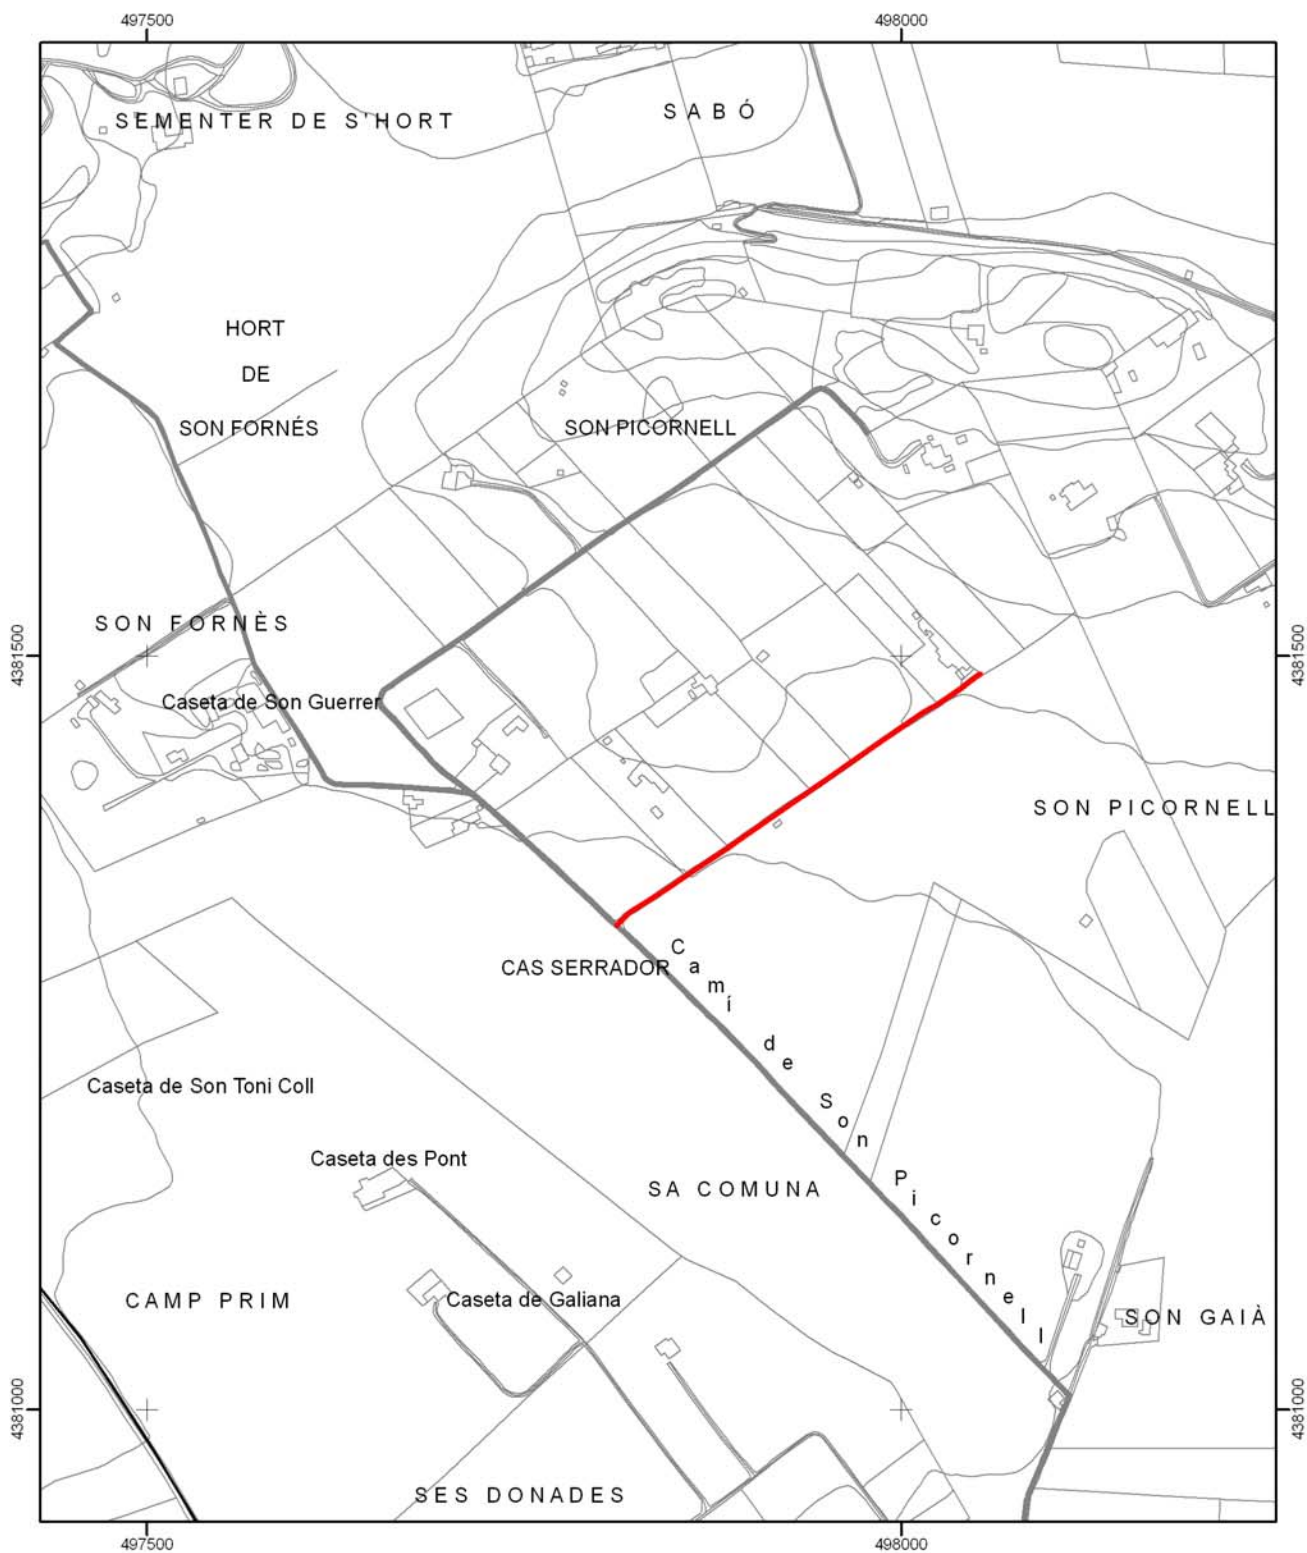 497500
498000
SEMENTER DE S'HORT
SABÓ
HORT
DE
SON FORNÉS
SON PICORNELL
4381500
4381500
SON FORNÈS
Caseta de Son Guerrer
SON PICORNELL
CAS SERRADOR
Camí de Son Picornell
Caseta de Son Toni Coll
Caseta des Pont
SA COMUNA
CAMP PRIM
Caseta de Galiana
SON GAIÀ
4381000
4381000
SES DONADES
497500
498000